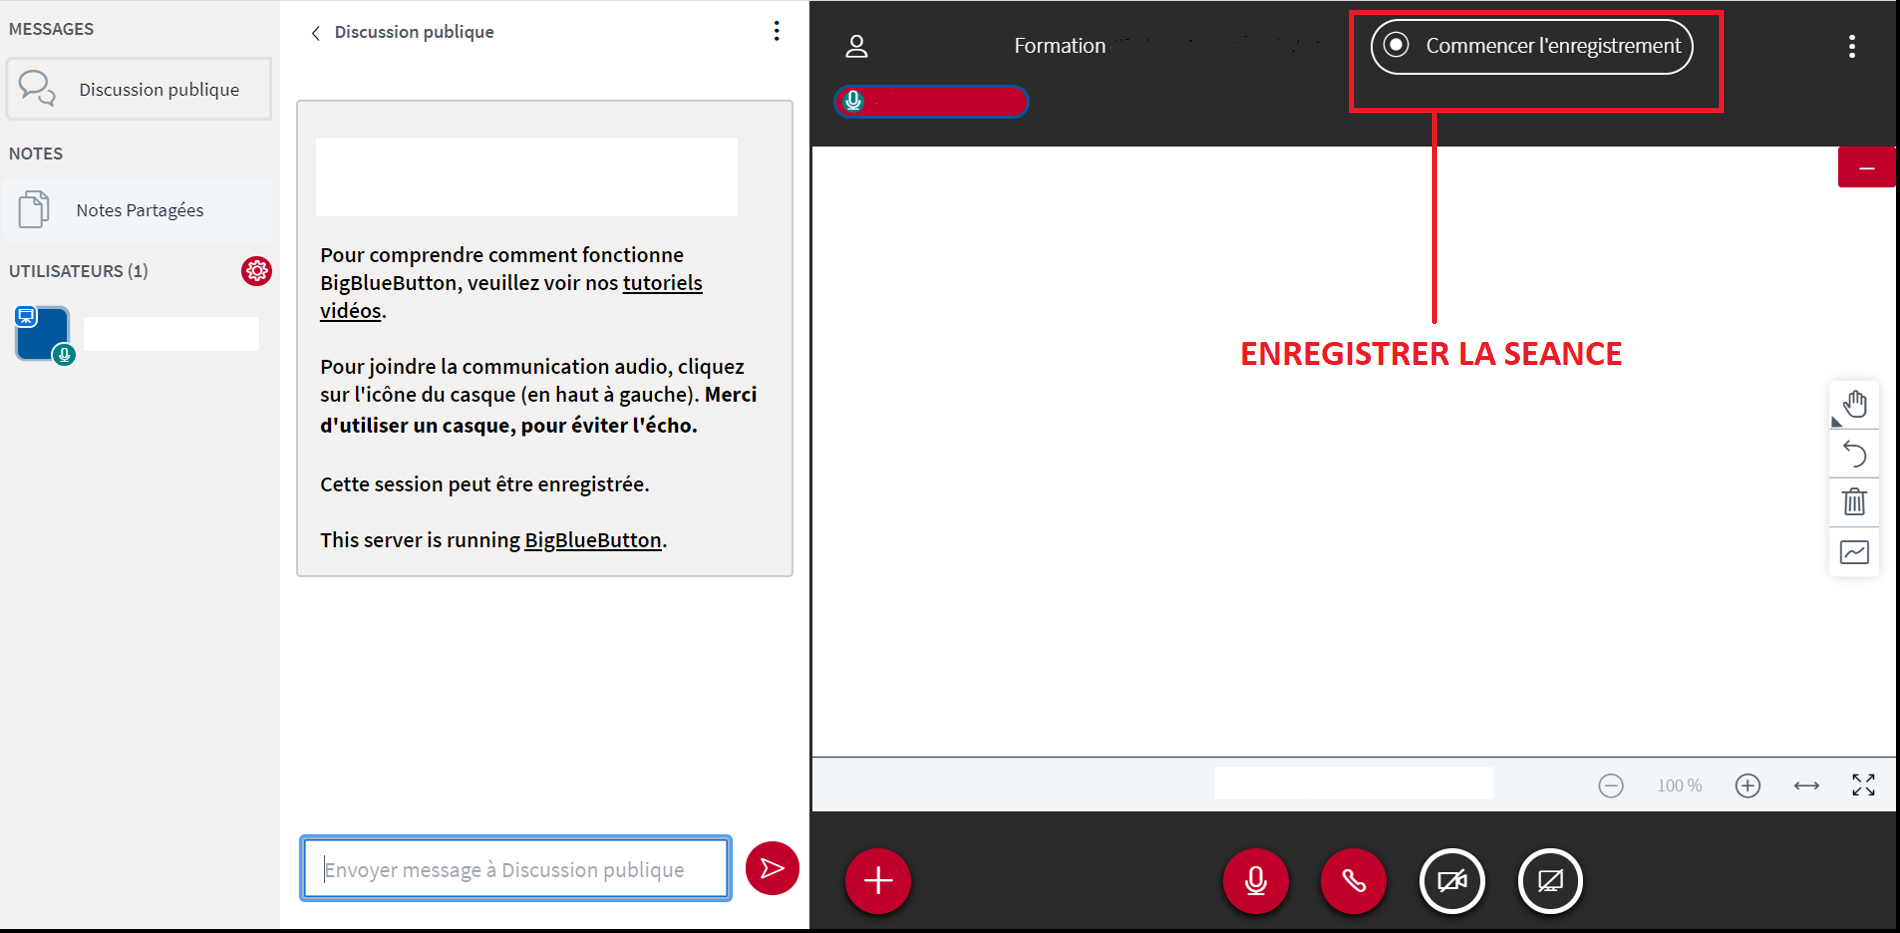 MESSAGES
Discussion publique
NOTES
Notes Partagées
UTILISATEURS (1)
Discussion publique
Pour comprendre comment fonctionne
BigBlueButton, veuillez voir nos tutoriels
vidéos.
Pour joindre la communication audio, cliquez
sur l'icône du casque (en haut à gauche). Merci
d'utiliser un casque, pour éviter l'écho.
Cette session peut être enregistrée.
This server is running BigBlueButton.
Envoyer message à Discussion publique
Formation
Commencer l'enregistrement
ENREGISTRER LA SEANCE
100 %